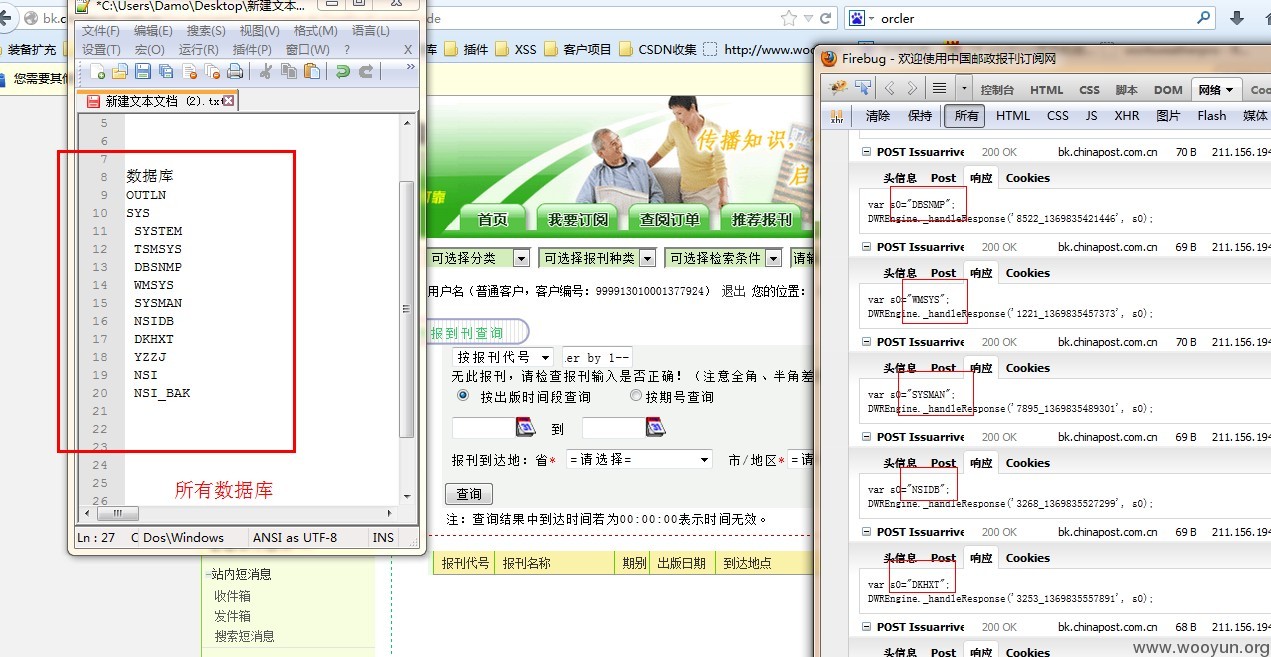 *C:\Users\Damo\Desktop\新建文本...
文件(F) 编辑(E) 搜索(S) 视图(V) 格式(M) 语言(L)
设置(T) 宏(O) 运行(R) 插件(P) 窗口(W) ? X
新建文本文档 (2).txt
5
6
7
8 数据库
9 OUTLN
10 SYS
11 SYSTEM
12 TSMSYS
13 DBSNMP
14 WMSYS
15 SYSMAN
16 NSIDB
17 DKHXT
18 YZZJ
19 NSI
20 NSI_BAK
21
22
23
24
25
26
所有数据库
Ln : 27 C Dos\Windows ANSI as UTF-8 INS
bk.c
de
orcler
装备扩充
库 插件 XSS 客户项目 CSDN收集 http://www.woo
您需要其他
传播知识,
启
首页 我要订阅 查阅订单 推荐报刊
可选择分类 可选择报刊种类 可选择检索条件 请输
用户名（普通客户，客户编号：999913010001377924） 退出 您的位置：
报到刊查询
按报刊代号 .er by 1--
无此报刊，请检查报刊输入是否正确！（注意全角、半角差
按出版时间段查询 按期号查询
到
报刊到达地：省* =请选择= 市/地区* =请
查询
注：查询结果中到达时间若为00:00:00表示时间无效。
报刊代号 报刊名称 期别 出版日期 到达地点
站内短消息
收件箱
发件箱
搜索短消息
Firebug - 欢迎使用中国邮政报刊订阅网
控制台 HTML CSS 脚本 DOM 网络 Coo
清除 保持 所有 HTML CSS JS XHR 图片 Flash 媒体
POST Issuarrive 200 OK bk.chinapost.com.cn 70 B 211.156.194
头信息 Post 响应 Cookies
var s0="DBSNMP";
DWREngine._handleResponse('8522_1369835421446', s0);
POST Issuarrive 200 OK bk.chinapost.com.cn 69 B 211.156.194
头信息 Post 响应 Cookies
var s0="WMSYS";
DWREngine._handleResponse('1221_1369835457373', s0);
POST Issuarrive 200 OK bk.chinapost.com.cn 70 B 211.156.194
头信息 Post 响应 Cookies
var s0="SYSMAN";
DWREngine._handleResponse('7895_1369835489301', s0);
POST Issuarrive 200 OK bk.chinapost.com.cn 69 B 211.156.194
头信息 Post 响应 Cookies
var s0="NSIDB";
DWREngine._handleResponse('3268_1369835527299', s0);
POST Issuarrive 200 OK bk.chinapost.com.cn 69 B 211.156.194
头信息 Post 响应 Cookies
var s0="DKHXT";
DWREngine._handleResponse('3253_1369835557891', s0);
POST Issuarrive 200 OK bk.chinapost.com.cn 68 B 211.156.194
头信息 Post 响应 Cookies
www.wooyun.org